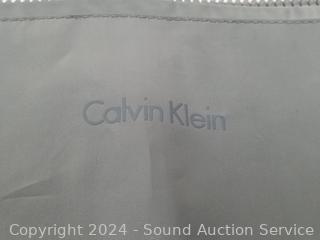 Calvin Klein
Copyright 2024 - Sound Auction Service